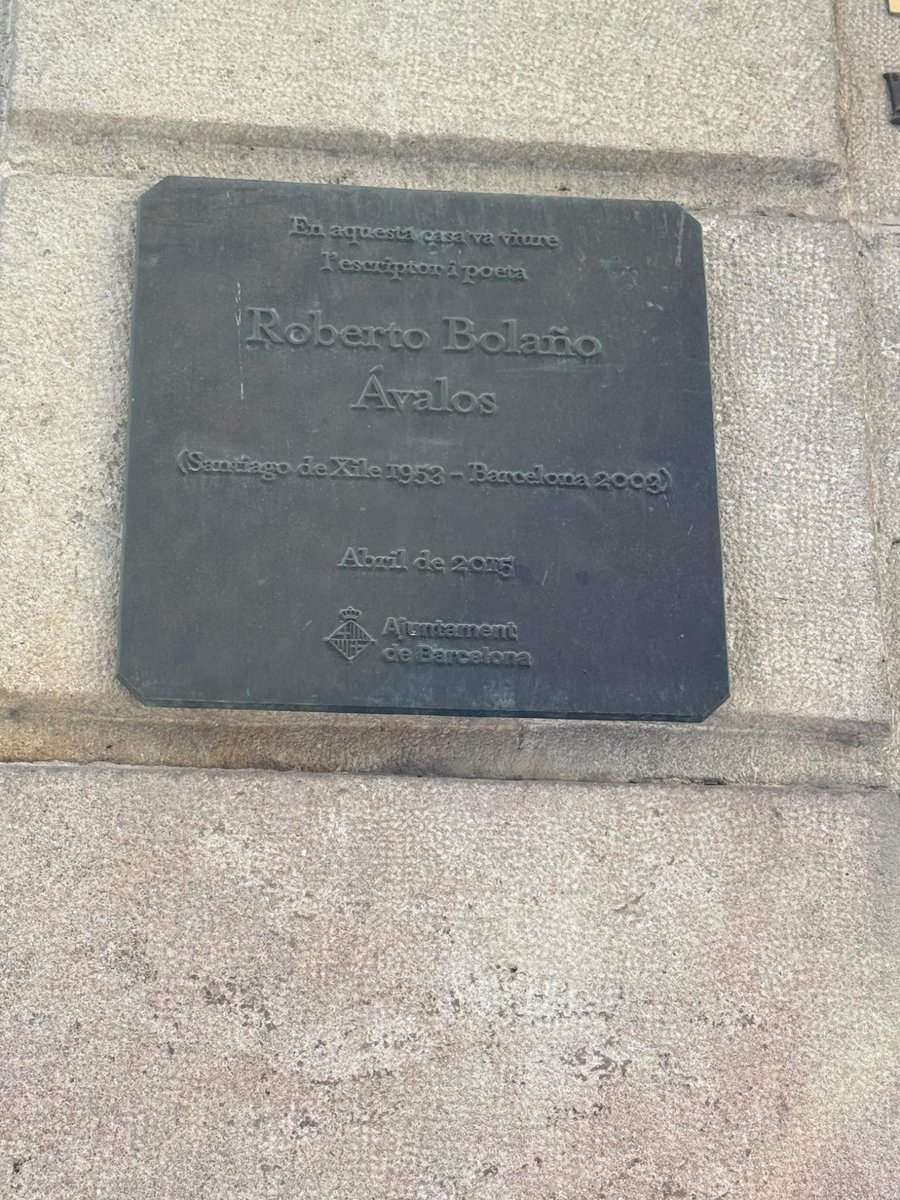 En aquesta casa va viure
l'escriptor i poeta
Roberto Bolaño
Ávalos
(Santiago de Xile 1953 - Barcelona 2003)
Abril de 2015
Ajuntament
de Barcelona